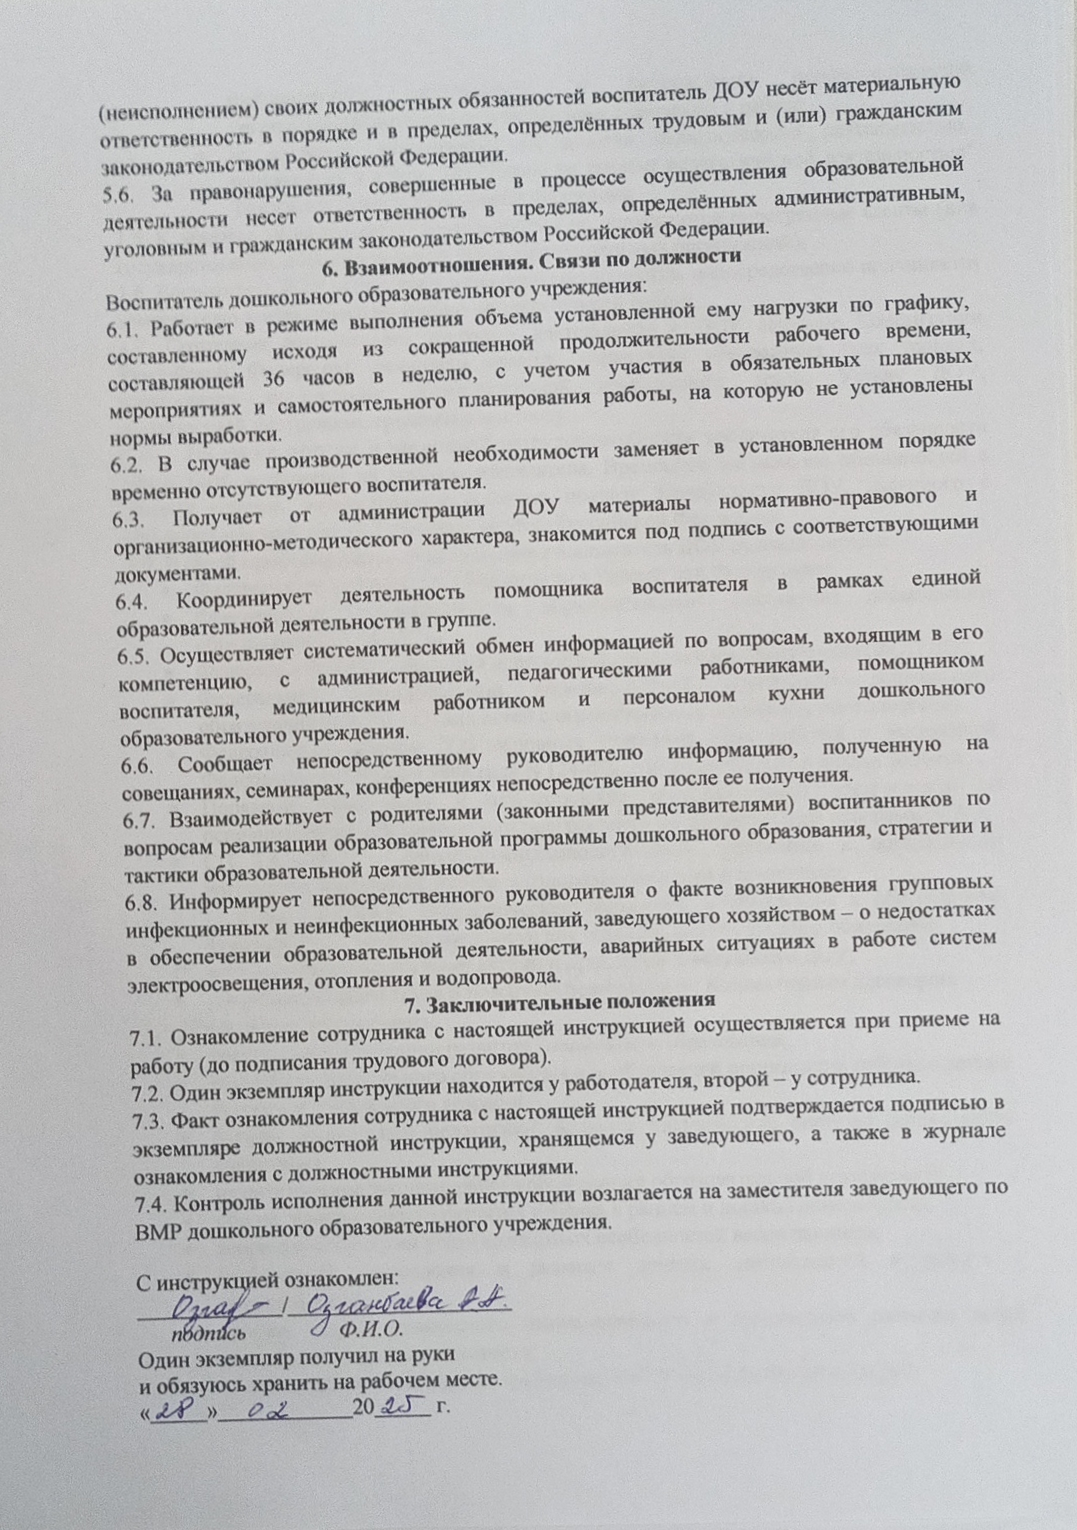 (неисполнением) своих должностных обязанностей воспитатель ДОУ несёт материальную
ответственность в порядке и в пределах, определённых трудовым и (или) гражданским
законодательством Российской Федерации.
5.6. За правонарушения, совершенные в процессе осуществления образовательной
деятельности несет ответственность в пределах, определённых административным,
уголовным и гражданским законодательством Российской Федерации.
6. Взаимоотношения. Связи по должности
Воспитатель дошкольного образовательного учреждения:
6.1. Работает в режиме выполнения объема установленной ему нагрузки по графику,
составленному исходя из сокращенной продолжительности рабочего времени,
составляющей 36 часов в неделю, с учетом участия в обязательных плановых
мероприятиях и самостоятельного планирования работы, на которую не установлены
нормы выработки.
6.2. В случае производственной необходимости заменяет в установленном порядке
временно отсутствующего воспитателя.
6.3. Получает от администрации ДОУ материалы нормативно-правового и
организационно-методического характера, знакомится под подпись с соответствующими
документами.
6.4. Координирует деятельность помощника воспитателя в рамках единой
образовательной деятельности в группе.
6.5. Осуществляет систематический обмен информацией по вопросам, входящим в его
компетенцию, с администрацией, педагогическими работниками, помощником
воспитателя, медицинским работником и персоналом кухни дошкольного
образовательного учреждения.
6.6. Сообщает непосредственному руководителю информацию, полученную на
совещаниях, семинарах, конференциях непосредственно после ее получения.
6.7. Взаимодействует с родителями (законными представителями) воспитанников по
вопросам реализации образовательной программы дошкольного образования, стратегии и
тактики образовательной деятельности.
6.8. Информирует непосредственного руководителя о факте возникновения групповых
инфекционных и неинфекционных заболеваний, заведующего хозяйством – о недостатках
в обеспечении образовательной деятельности, аварийных ситуациях в работе систем
электроосвещения, отопления и водопровода.
7. Заключительные положения
7.1. Ознакомление сотрудника с настоящей инструкцией осуществляется при приеме на
работу (до подписания трудового договора).
7.2. Один экземпляр инструкции находится у работодателя, второй – у сотрудника.
7.3. Факт ознакомления сотрудника с настоящей инструкцией подтверждается подписью в
экземпляре должностной инструкции, хранящемся у заведующего, а также в журнале
ознакомления с должностными инструкциями.
7.4. Контроль исполнения данной инструкции возлагается на заместителя заведующего по
ВМР дошкольного образовательного учреждения.
С инструкцией ознакомлен:
/ Озганбаева
подпись Ф.И.О.
Один экземпляр получил на руки
и обязуюсь хранить на рабочем месте.
«28» 02 2025 г.